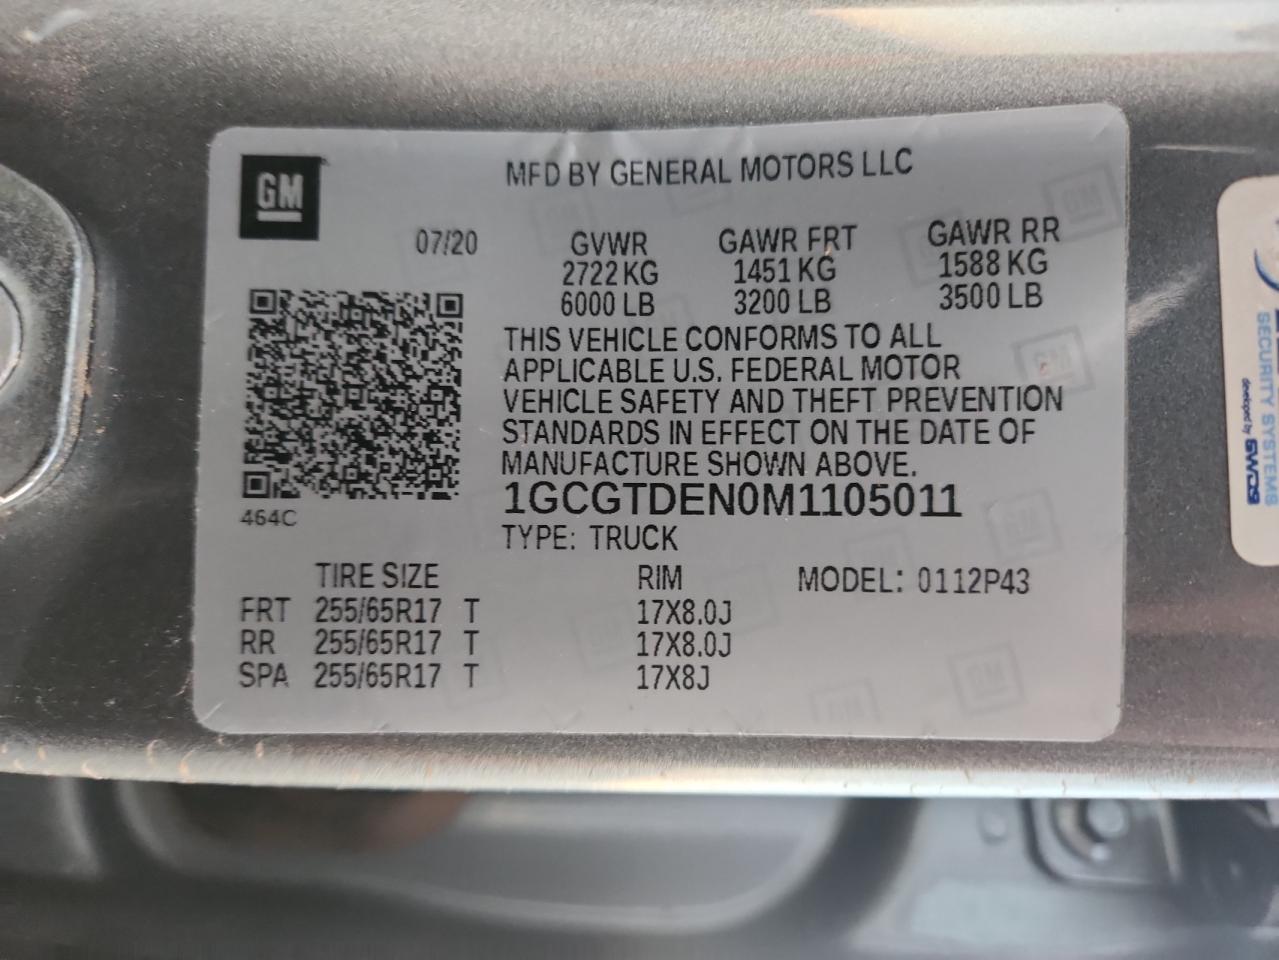 GM
MFD BY GENERAL MOTORS LLC
07/20 GVWR GAWR FRT GAWR RR
2722 KG 1451 KG 1588 KG
6000 LB 3200 LB 3500 LB
THIS VEHICLE CONFORMS TO ALL
APPLICABLE U.S. FEDERAL MOTOR
VEHICLE SAFETY AND THEFT PREVENTION
STANDARDS IN EFFECT ON THE DATE OF
MANUFACTURE SHOWN ABOVE.
464C
1GCGTDEN0M1105011
TYPE: TRUCK
TIRE SIZE RIM MODEL: 0112P43
FRT 255/65R17 T 17X8.0J
RR 255/65R17 T 17X8.0J
SPA 255/65R17 T 17X8J
SECURITY SYSTEMS
developed by SWDS